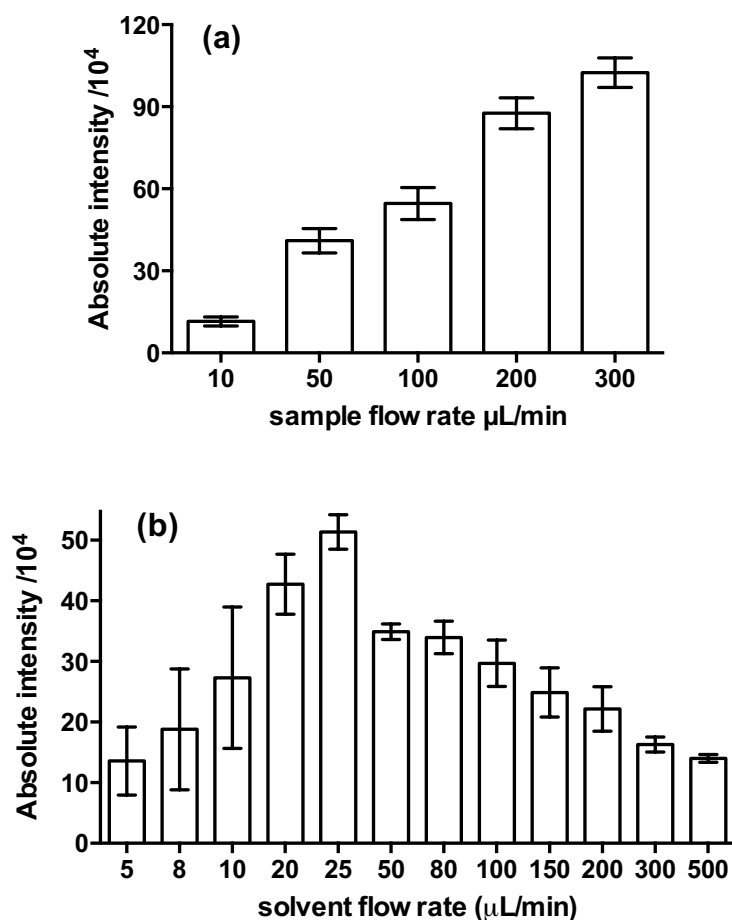 (a)
Absolute intensity /10⁴
120
90
60
30
0
10 50 100 200 300
sample flow rate µL/min
(b)
Absolute intensity /10⁴
50
40
30
20
10
0
5 8 10 20 25 50 80 100 150 200 300 500
solvent flow rate (µL/min)